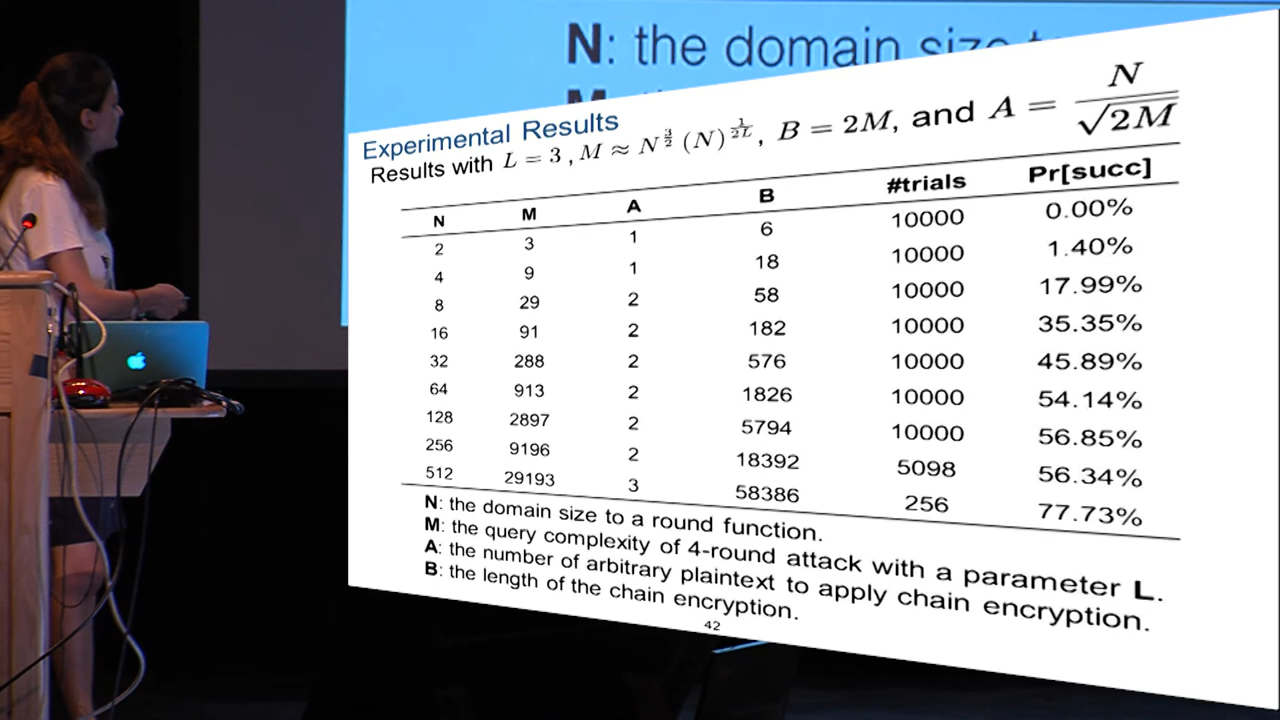 N: the domain size
Experimental Results
Results with L = 3 , M ≈ N^{3/2} (N)^{1/2L}, B = 2M, and A = N/√2M
N M A B #trials Pr[succ]
2 3 1 6 10000 0.00%
4 9 1 18 10000 1.40%
8 29 2 58 10000 17.99%
16 91 2 182 10000 35.35%
32 288 2 576 10000 45.89%
64 913 2 1826 10000 54.14%
128 2897 2 5794 10000 56.85%
256 9196 2 18392 5098 56.34%
512 29193 3 58386 256 77.73%
N: the domain size to a round function.
M: the query complexity of 4-round attack with a parameter L.
A: the number of arbitrary plaintext to apply chain encryption.
B: the length of the chain encryption.
42